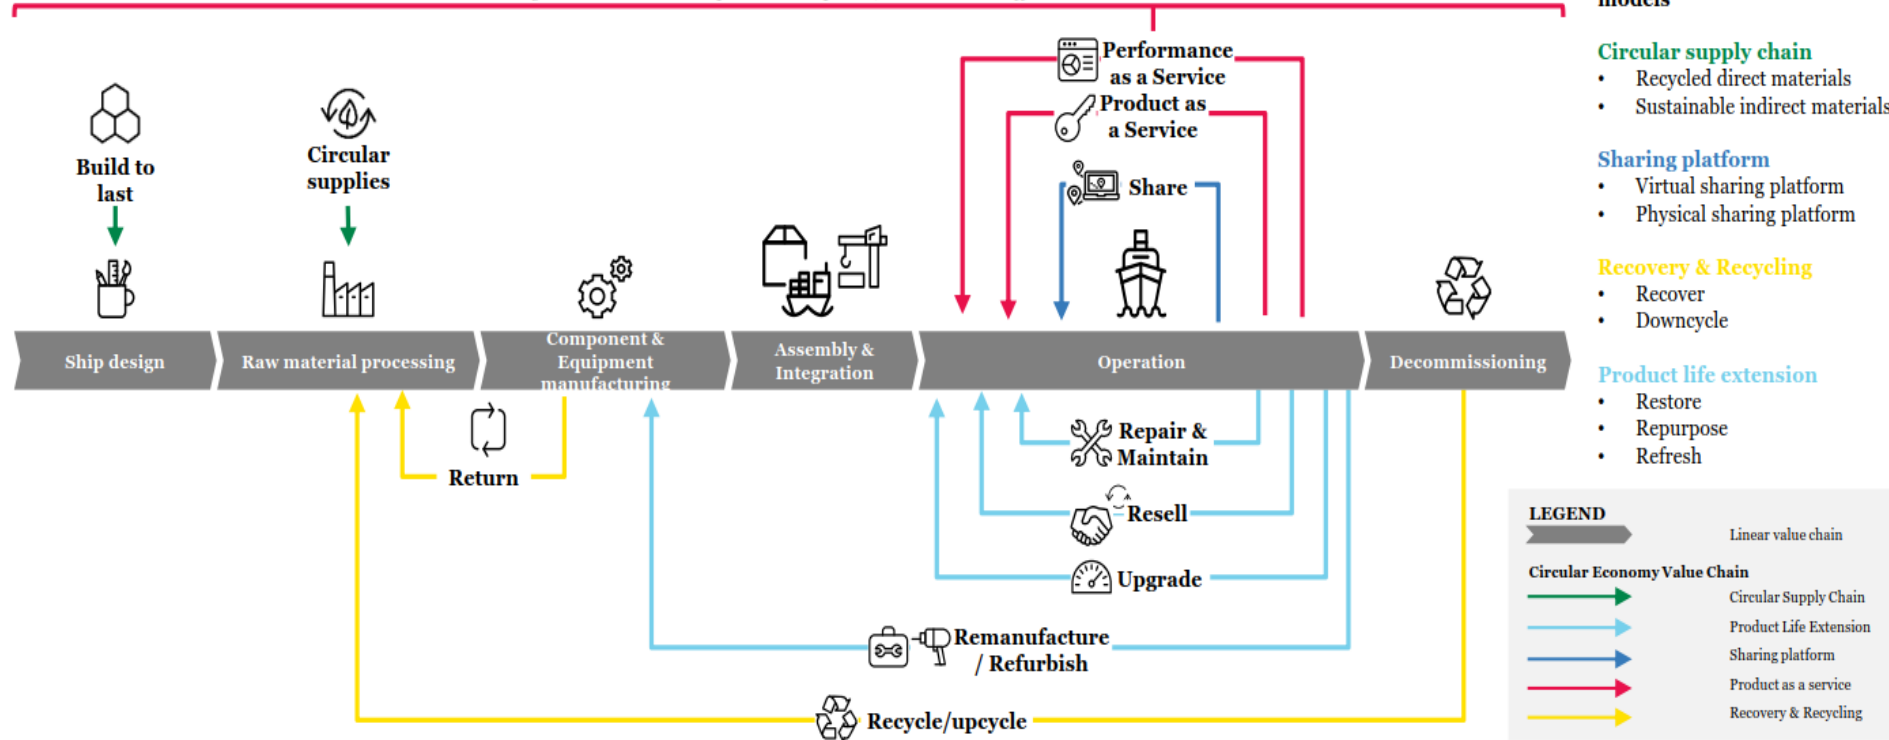 models
Performance
as a Service
Product as
a Service
Share
Build to
last
Circular
supplies
Ship design
Raw material processing
Component &
Equipment
manufacturing
Assembly &
Integration
Operation
Decommissioning
Return
Repair &
Maintain
Resell
Upgrade
Remanufacture
/ Refurbish
Recycle/upcycle
Circular supply chain
• Recycled direct materials
• Sustainable indirect materials
Sharing platform
• Virtual sharing platform
• Physical sharing platform
Recovery & Recycling
• Recover
• Downcycle
Product life extension
• Restore
• Repurpose
• Refresh
LEGEND
Linear value chain
Circular Economy Value Chain
Circular Supply Chain
Product Life Extension
Sharing platform
Product as a service
Recovery & Recycling